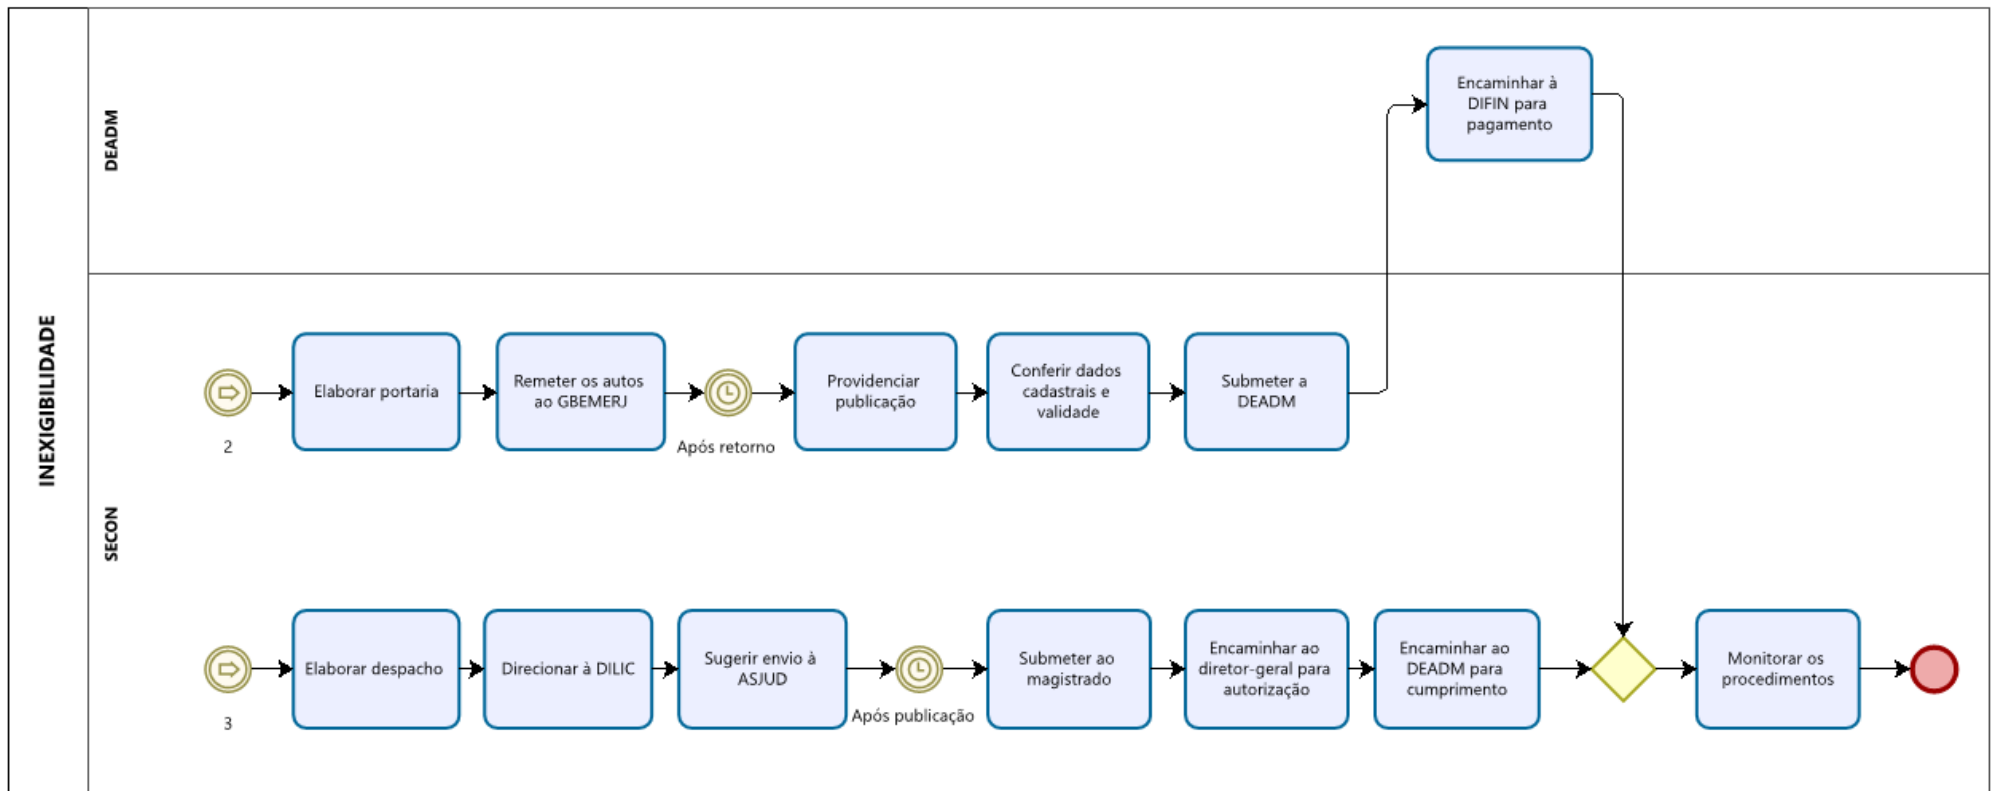 INEXIGIBILIDADE
DEADM
Encaminhar à
DIFIN para
pagamento
SECON
2
Elaborar portaria
Remeter os autos
ao GBEMERJ
Após retorno
Providenciar
publicação
Conferir dados
cadastrais e
validade
Submeter a
DEADM
3
Elaborar despacho
Direcionar à DILIC
Sugerir envio à
ASJUD
Após publicação
Submeter ao
magistrado
Encaminhar ao
diretor-geral para
autorização
Encaminhar ao
DEADM para
cumprimento
Monitorar os
procedimentos